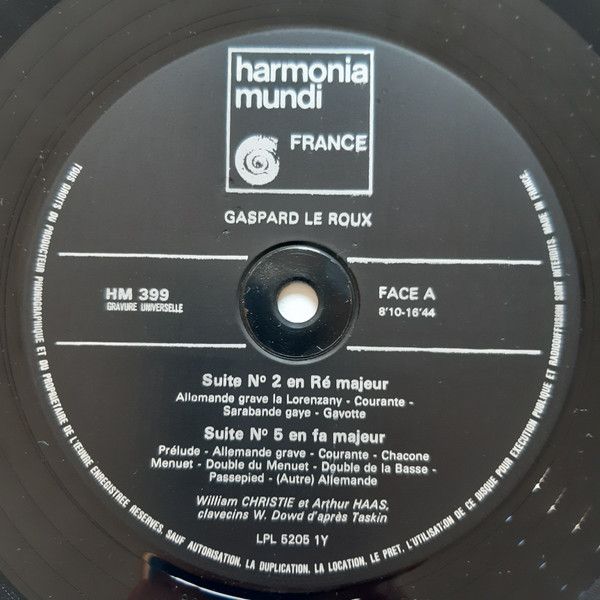 harmonia
mundi
FRANCE
GASPARD LE ROUX
HM 399
GRAVURE UNIVERSELLE
FACE A
8'10-16'44
Suite Nº 2 en Ré majeur
Allemande grave la Lorenzany - Courante -
Sarabande gaye - Gavotte
Suite Nº 5 en fa majeur
Prélude - Allemande grave - Courante - Chacone
Menuet - Double du Menuet - Double de la Basse -
Passepied - (Autre) Allemande
William CHRISTIE et Arthur HAAS,
clavecins W. Dowd d'après Taskin
LPL 5205 1Y
TOUS DROITS DU PRODUCTEUR PHONOGRAPHIQUE ET DU PROPRIETAIRE DE L'ŒUVRE ENREGISTREE RESERVES. SAUF AUTORISATION, LA DUPLICATION, LA LOCATION, LE PRET, L'UTILISATION DE CE DISQUE POUR EXECUTION PUBLIQUE ET RADIODIFFUSION SONT INTERDITS. MADE IN FRANCE.